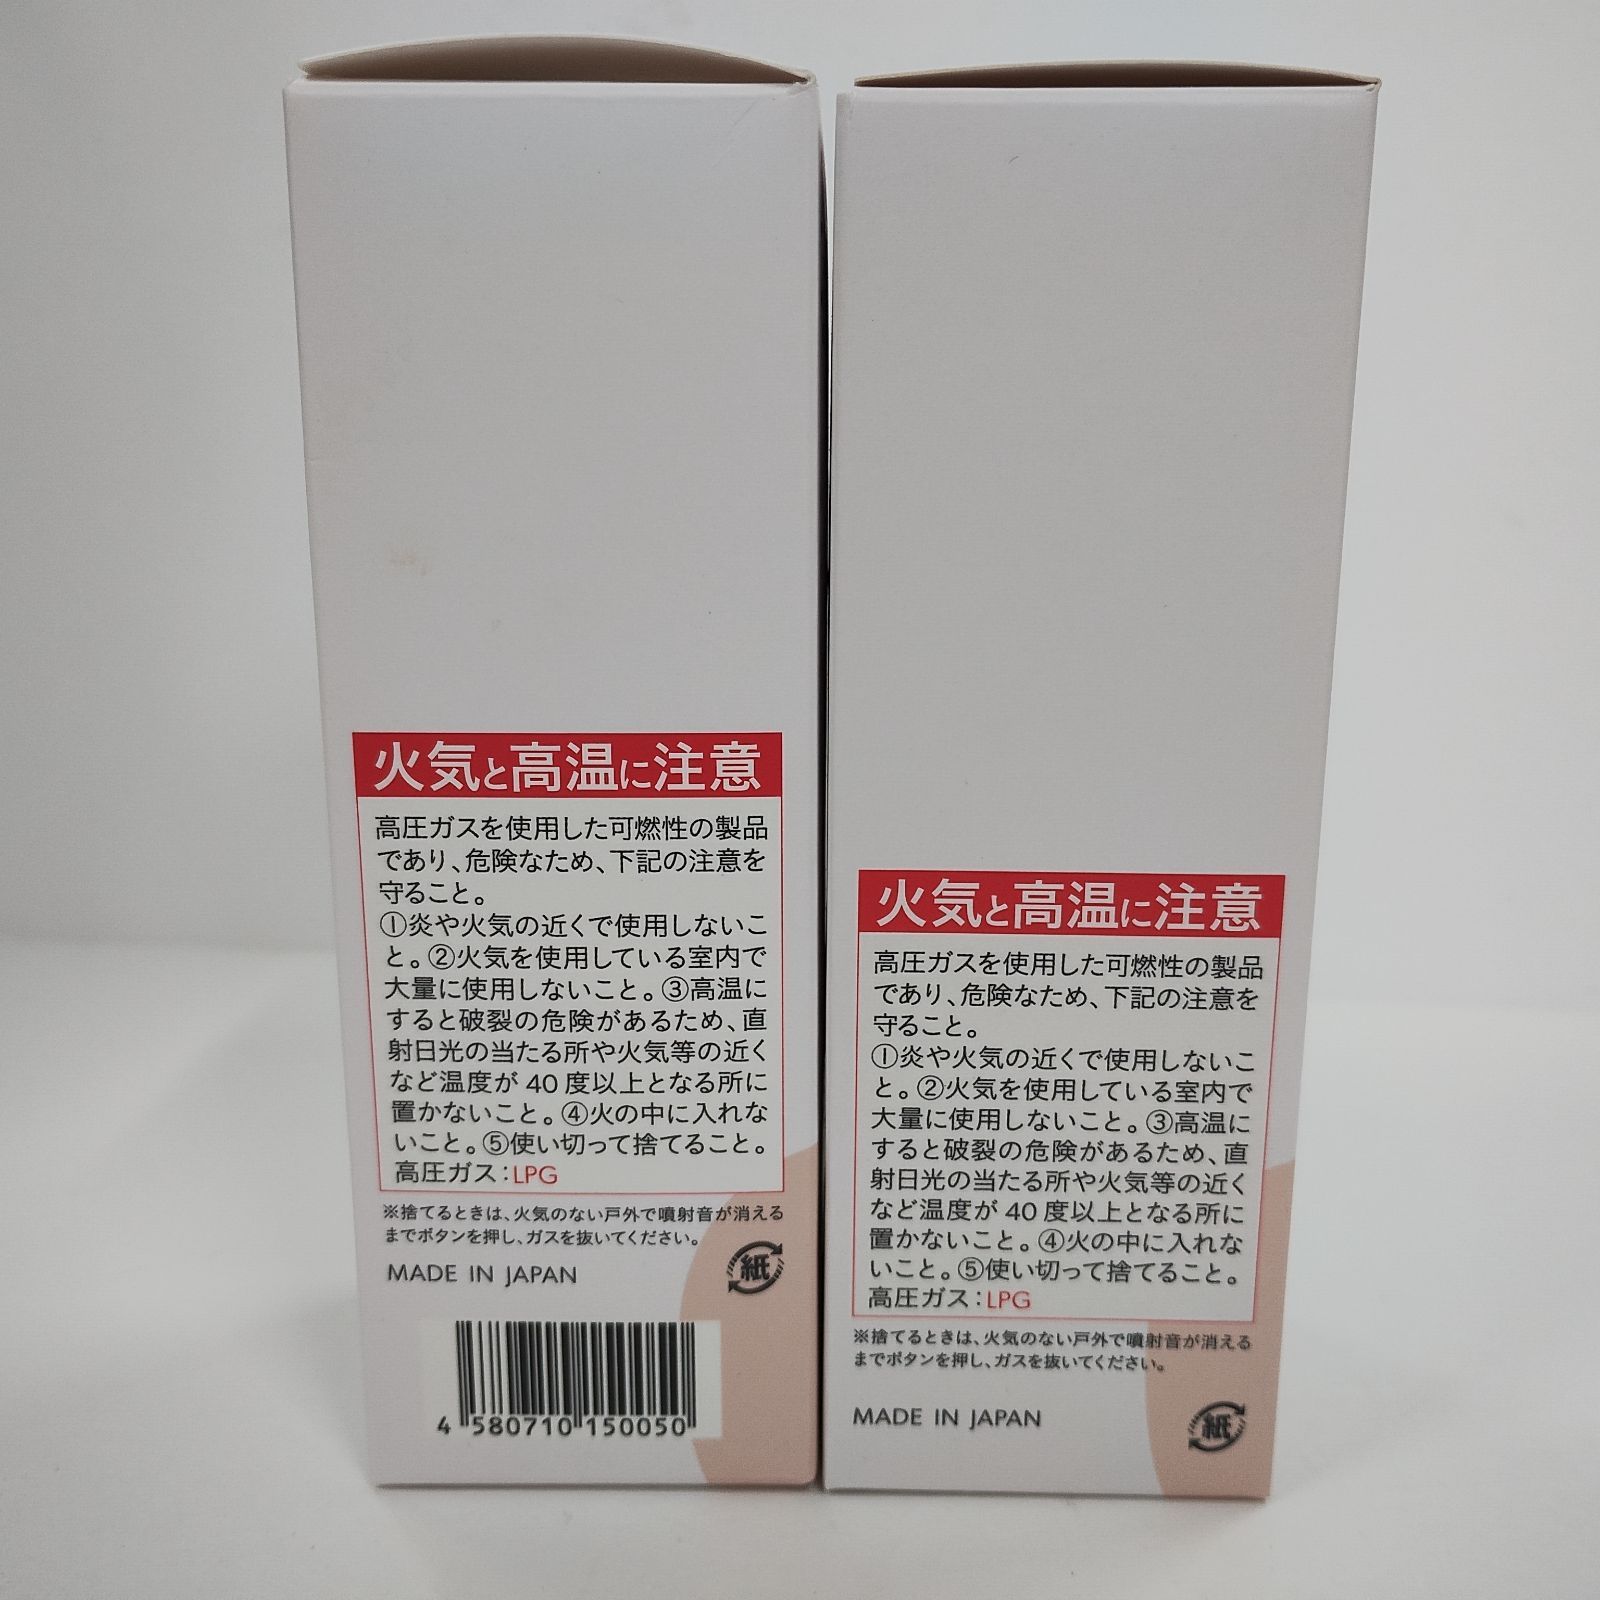 火気と高温に注意
高圧ガスを使用した可燃性の製品
であり、危険なため、下記の注意を
守ること。
①炎や火気の近くで使用しないこ
と。②火気を使用している室内で
大量に使用しないこと。③高温に
すると破裂の危険があるため、直
射日光の当たる所や火気等の近く
など温度が 40 度以上となる所に
置かないこと。④火の中に入れな
いこと。⑤使い切って捨てること。
高圧ガス：LPG
※捨てるときは、火気のない戸外で噴射音が消える
までボタンを押し、ガスを抜いてください。
MADE IN JAPAN
紙
4 580710 150050
火気と高温に注意
高圧ガスを使用した可燃性の製品
であり、危険なため、下記の注意を
守ること。
①炎や火気の近くで使用しないこ
と。②火気を使用している室内で
大量に使用しないこと。③高温に
すると破裂の危険があるため、直
射日光の当たる所や火気等の近く
など温度が 40 度以上となる所に
置かないこと。④火の中に入れな
いこと。⑤使い切って捨てること。
高圧ガス：LPG
※捨てるときは、火気のない戸外で噴射音が消える
までボタンを押し、ガスを抜いてください。
MADE IN JAPAN
紙